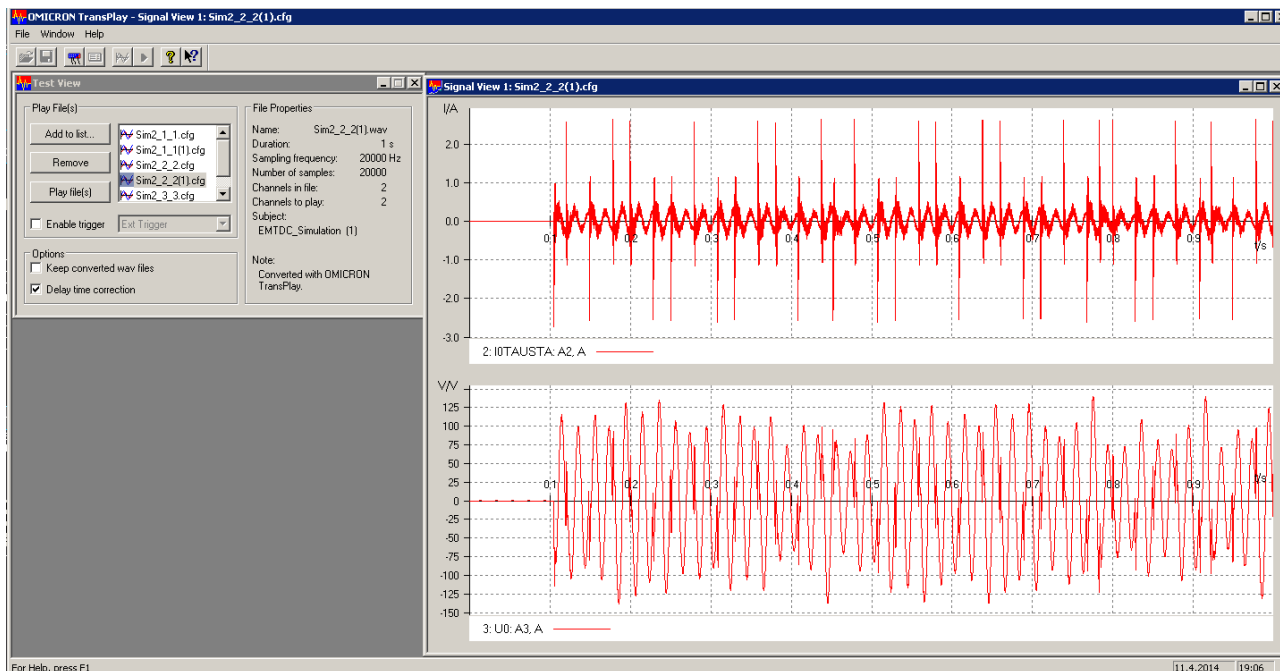 OMICRON TransPlay - Signal View 1: Sim2_2_2(1).cfg
File Window Help
Test View
Play File(s)
Add to list...
Remove
Play file(s)
Sim2_1_1.cfg
Sim2_1_1(1).cfg
Sim2_2_2.cfg
Sim2_2_2(1).cfg
Sim2_3_3.cfg
Enable trigger
Ext Trigger
Options
Keep converted wav files
Delay time correction
File Properties
Name: Sim2_2_2(1).wav
Duration: 1 s
Sampling frequency: 20000 Hz
Number of samples: 20000
Channels in file: 2
Channels to play: 2
Subject:
EMTDC_Simulation (1)
Note:
Converted with OMICRON
TransPlay.
Signal View 1: Sim2_2_2(1).cfg
I/A
2.0
1.0
0.0
-1.0
-2.0
-3.0
0,1 0,2 0,3 0,4 0,5 0,6 0,7 0,8 0,9 t/s
2: I0TAUSTA: A2, A
V/V
125
100
75
50
25
0
-25
-50
-75
-100
-125
-150
0,1 0,2 0,3 0,4 0,5 0,6 0,7 0,8 0,9 t/s
3: U0: A3, A
For Help, press F1
11.4.2014 19:06